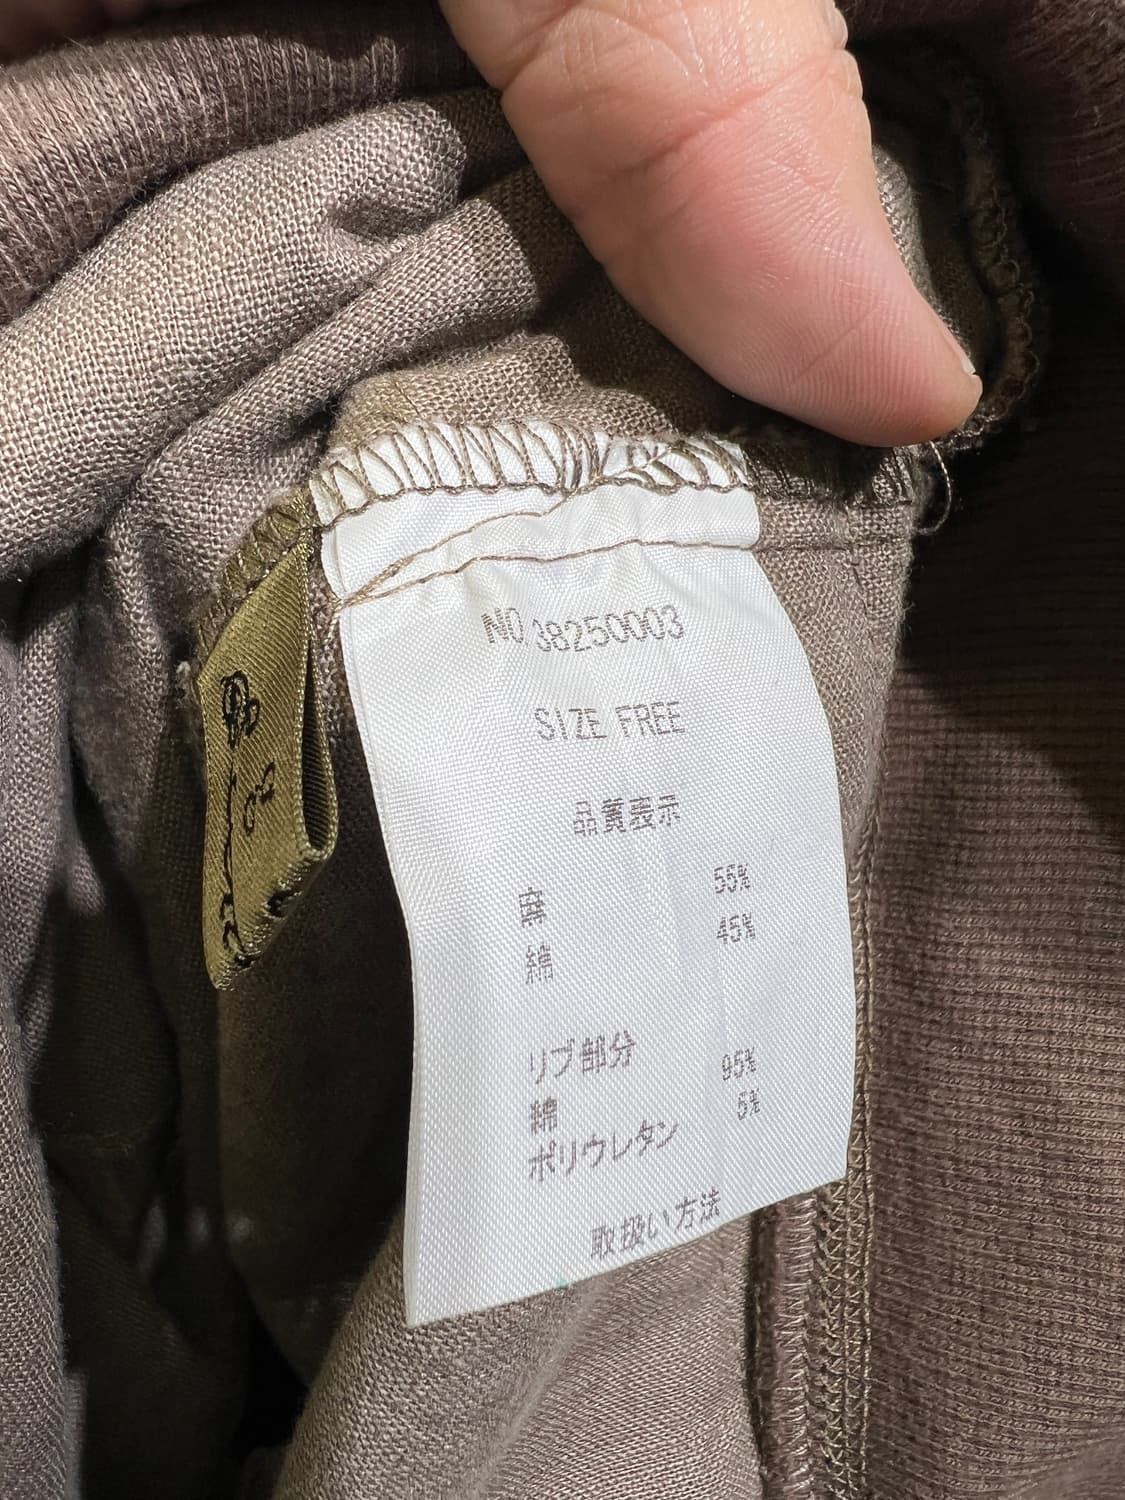 NO.38250003
SIZE FREE
品質表示
麻 55%
綿 45%
リブ部分
綿 95%
ポリウレタン 5%
取扱い方法